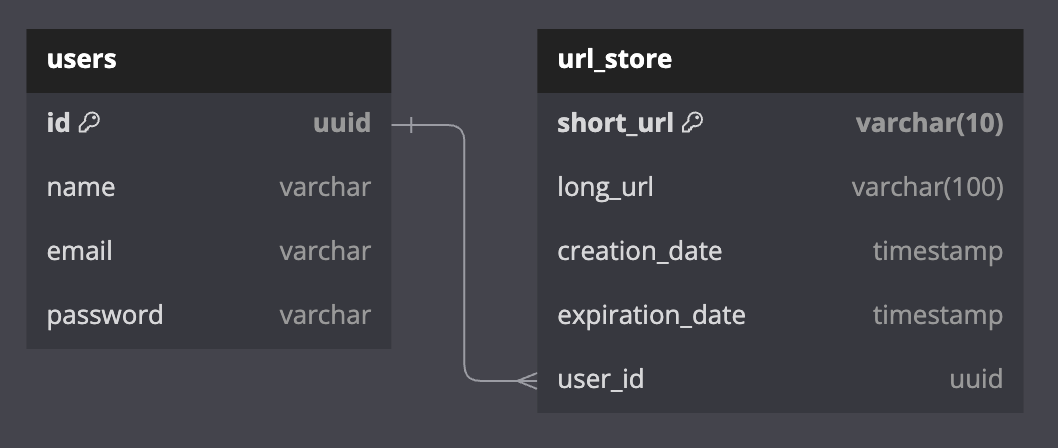 users
id uuid
name varchar
email varchar
password varchar
url_store
short_url varchar(10)
long_url varchar(100)
creation_date timestamp
expiration_date timestamp
user_id uuid